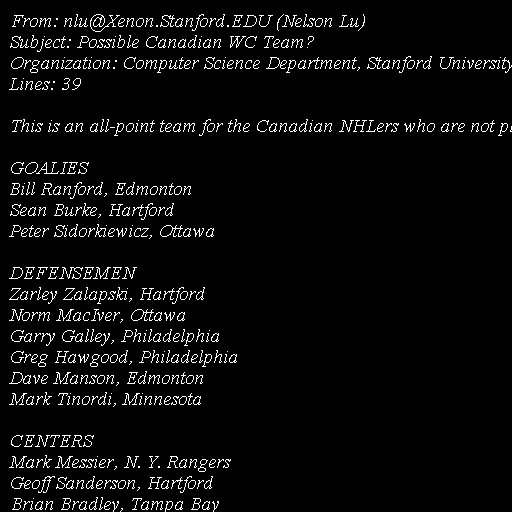 From: nlu@Xenon.Stanford.EDU (Nelson Lu)
Subject: Possible Canadian WC Team?
Organization: Computer Science Department, Stanford University
Lines: 39
This is an all-point team for the Canadian NHLers who are not
GOALIES
Bill Ranford, Edmonton
Sean Burke, Hartford
Peter Sidorkiewicz, Ottawa
DEFENSEMEN
Zarley Zalapski, Hartford
Norm MacIver, Ottawa
Garry Galley, Philadelphia
Greg Hawgood, Philadelphia
Dave Manson, Edmonton
Mark Tinordi, Minnesota
CENTERS
Mark Messier, N. Y. Rangers
Geoff Sanderson, Hartford
Brian Bradley, Tampa Bay